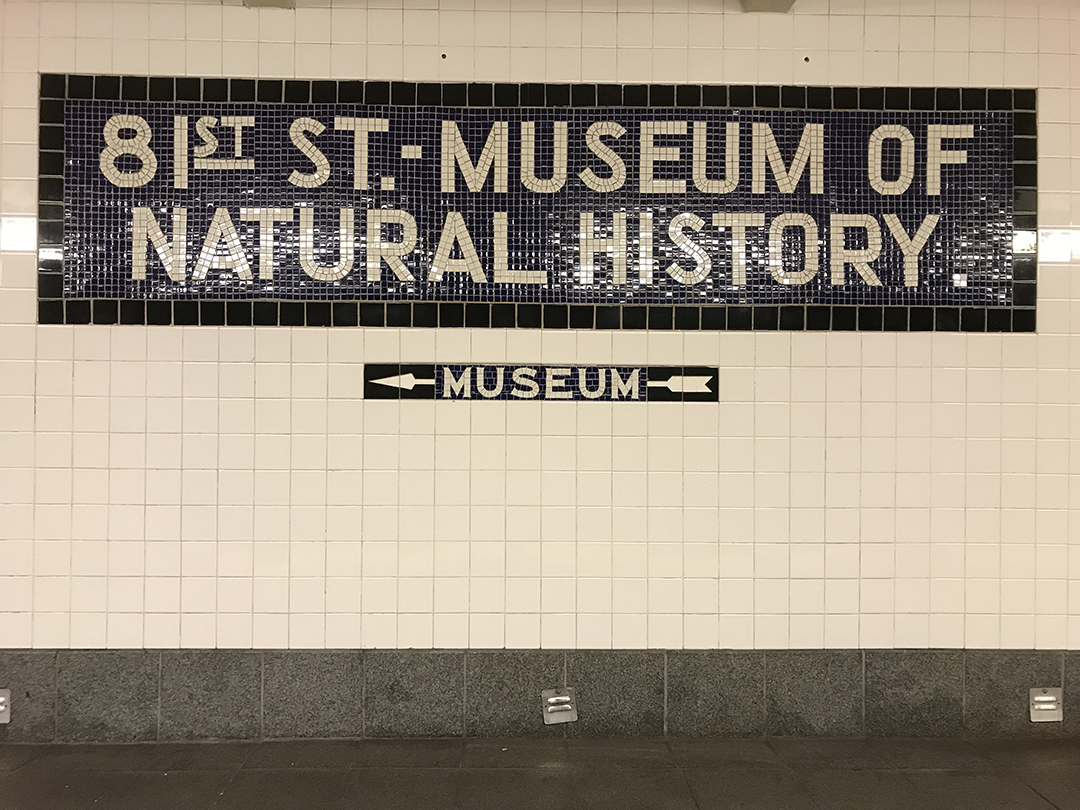 81ST ST.-MUSEUM OF
NATURAL HISTORY.
MUSEUM